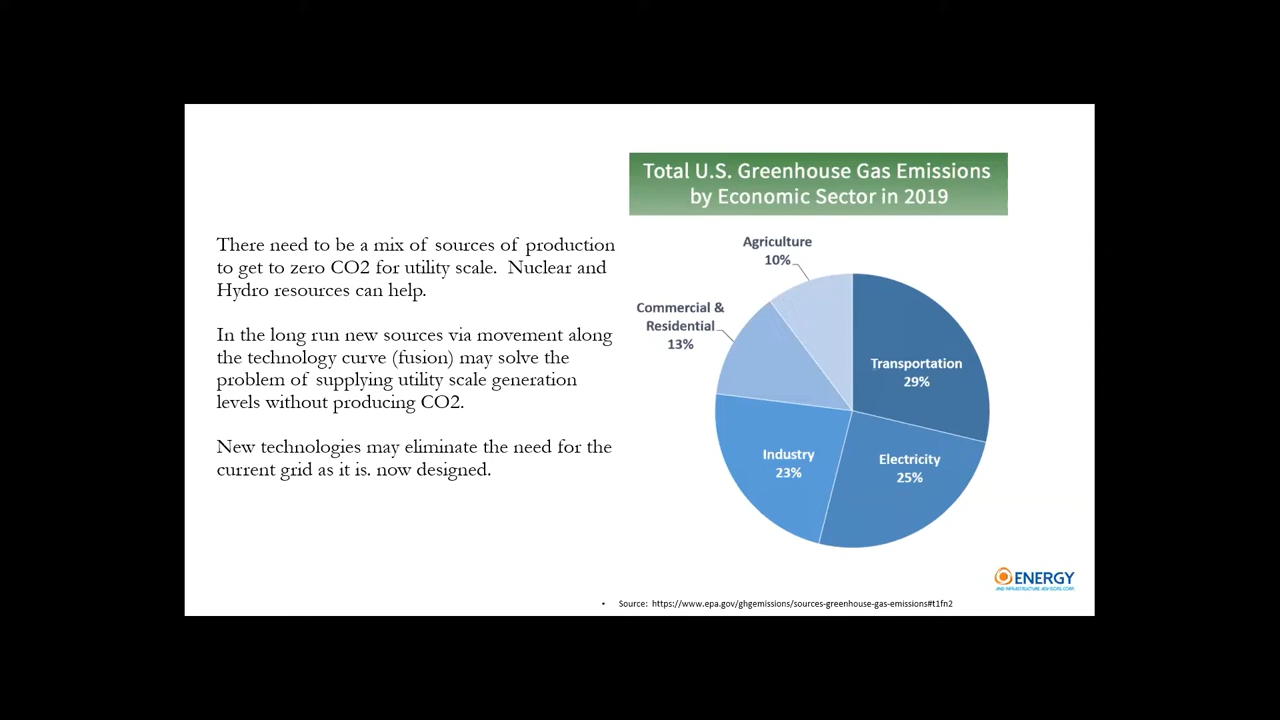 Total U.S. Greenhouse Gas Emissions
by Economic Sector in 2019
There need to be a mix of sources of production
to get to zero CO2 for utility scale.  Nuclear and
Hydro resources can help.
In the long run new sources via movement along
the technology curve (fusion) may solve the
problem of supplying utility scale generation
levels without producing CO2.
New technologies may eliminate the need for the
current grid as it is. now designed.
Agriculture
10%
Commercial &
Residential
13%
Transportation
29%
Industry
23%
Electricity
25%
ENERGY
AND INFRASTRUCTURE ADVISORS CORP.
• Source:  https://www.epa.gov/ghgemissions/sources-greenhouse-gas-emissions#t1fn2